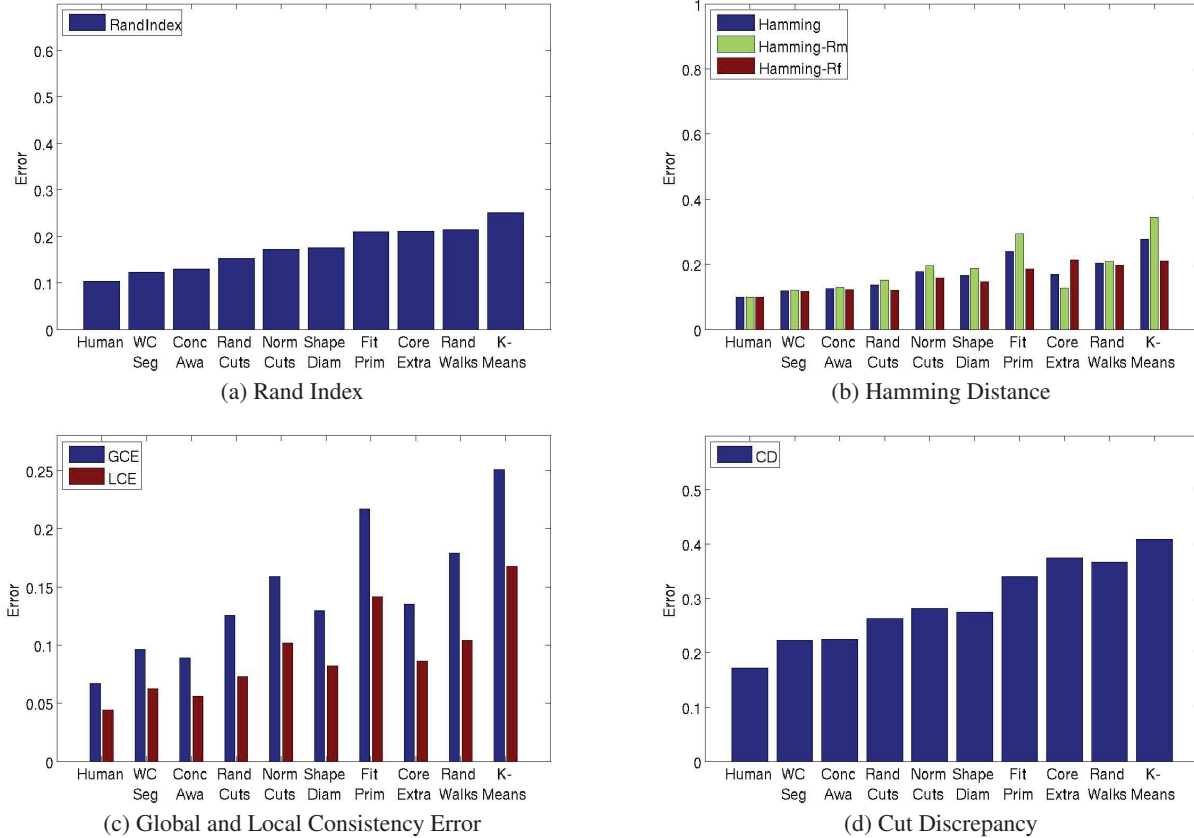 RandIndex
0.6
0.5
0.4
0.3
0.2
0.1
0
Error
Human WC Conc Rand Norm Shape Fit Core Rand K-
Seg Awa Cuts Cuts Diam Prim Extra Walks Means
(a) Rand Index
Hamming
Hamming-Rm
Hamming-Rf
1
0.8
0.6
0.4
0.2
0
Error
Human WC Conc Rand Norm Shape Fit Core Rand K-
Seg Awa Cuts Cuts Diam Prim Extra Walks Means
(b) Hamming Distance
GCE
LCE
0.25
0.2
0.15
0.1
0.05
0
Error
Human WC Conc Rand Norm Shape Fit Core Rand K-
Seg Awa Cuts Cuts Diam Prim Extra Walks Means
(c) Global and Local Consistency Error
CD
0.5
0.4
0.3
0.2
0.1
0
Error
Human WC Conc Rand Norm Shape Fit Core Rand K-
Seg Awa Cuts Cuts Diam Prim Extra Walks Means
(d) Cut Discrepancy